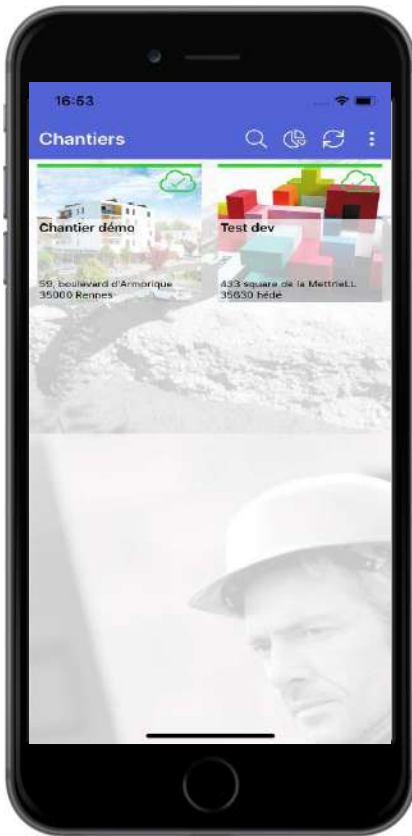 16:53
Chantiers
Chantier démo
59, boulevard d'Armorique
35000 Rennes
Test dev
433 square de la MettrieLL
35630 hédé